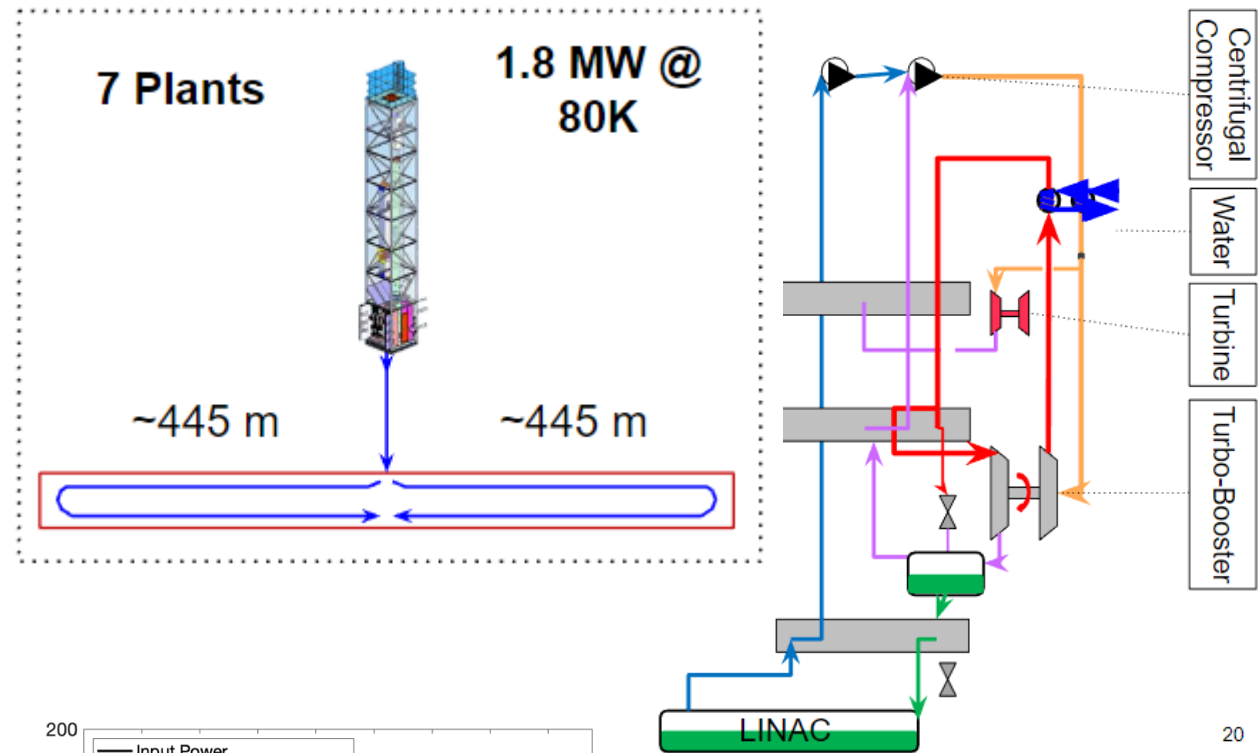 7 Plants
1.8 MW @
80K
~445 m
~445 m
Centrifugal
Compressor
Water
Turbine
Turbo-Booster
LINAC
200
Input Power
20